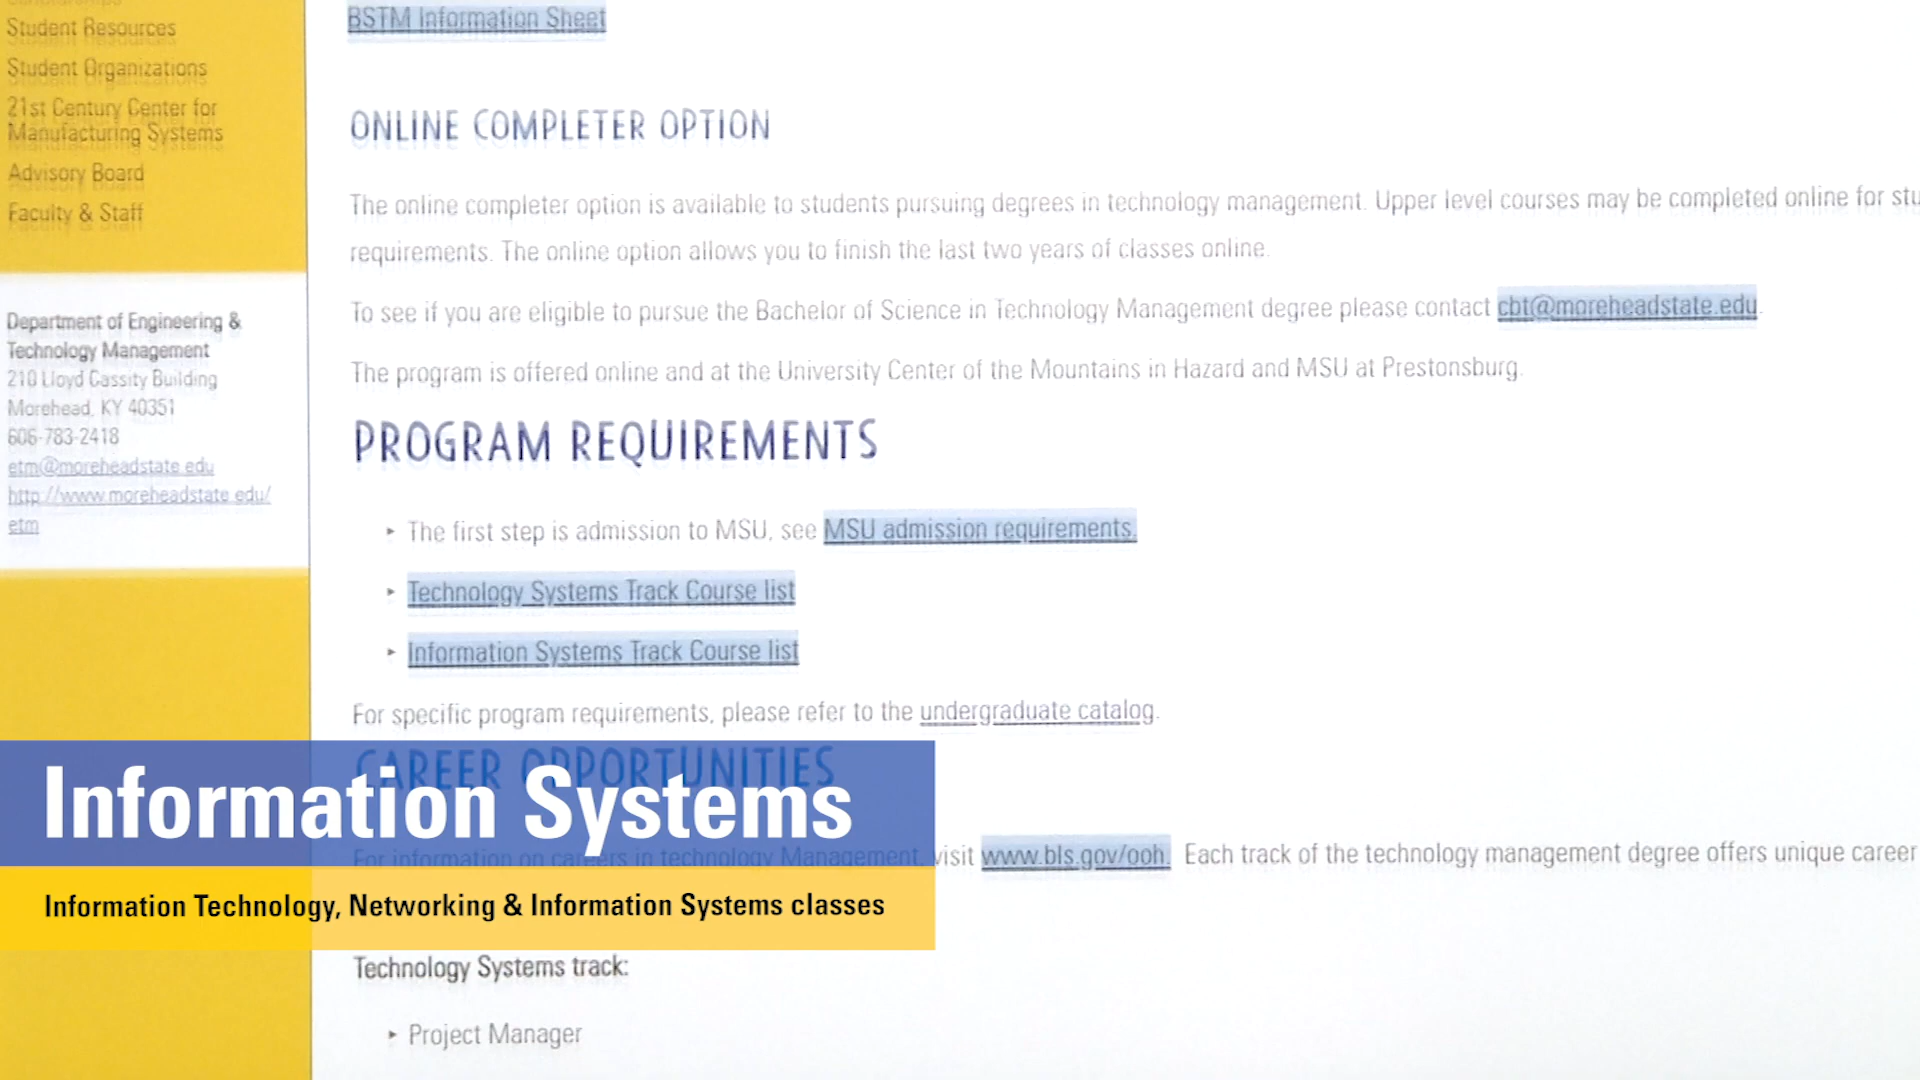 Student Resources
Student Organizations
21st Century Center for
Manufacturing Systems
Advisory Board
Faculty & Staff
Department of Engineering &
Technology Management
210 Lloyd Cassity Building
Morehead, KY 40351
606-783-2418
etm@moreheadstate.edu
http://www.moreheadstate.edu/
etm
BSTM Information Sheet
ONLINE COMPLETER OPTION
The online completer option is available to students pursuing degrees in technology management. Upper level courses may be completed online for stu
requirements. The online option allows you to finish the last two years of classes online.
To see if you are eligible to pursue the Bachelor of Science in Technology Management degree please contact cbt@moreheadstate.edu.
The program is offered online and at the University Center of the Mountains in Hazard and MSU at Prestonsburg.
PROGRAM REQUIREMENTS
‣ The first step is admission to MSU, see MSU admission requirements.
‣ Technology Systems Track Course list
‣ Information Systems Track Course list
For specific program requirements, please refer to the undergraduate catalog.
CAREER OPPORTUNITIES
Information Systems
For information on careers in technology Management, visit www.bls.gov/ooh. Each track of the technology management degree offers unique career
Information Technology, Networking & Information Systems classes
Technology Systems track:
‣ Project Manager